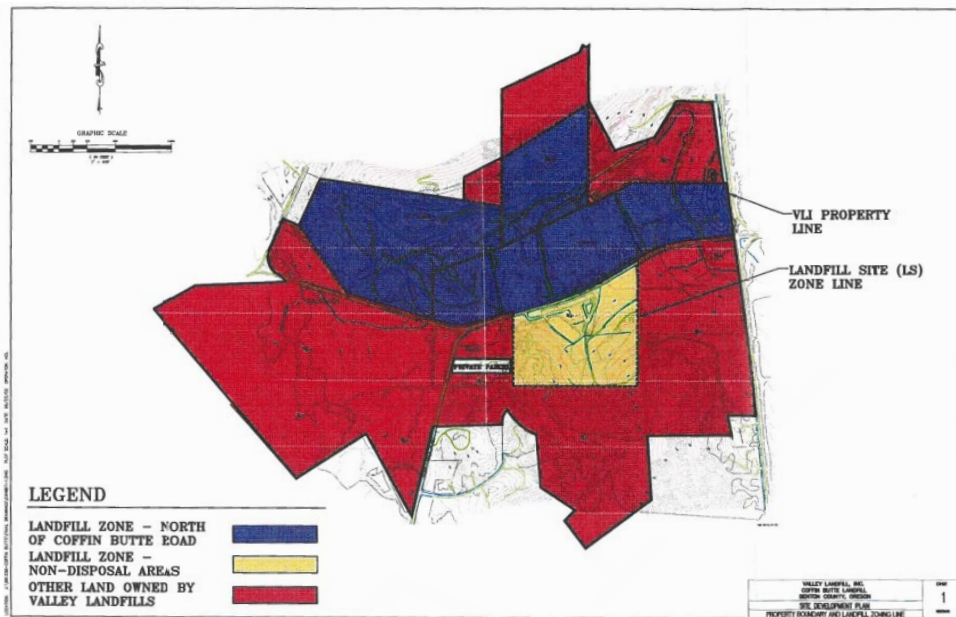 GRAPHIC SCALE
VLI PROPERTY
LINE
LANDFILL SITE (LS)
ZONE LINE
PRIVATE PARCEL
LEGEND
LANDFILL ZONE - NORTH
OF COFFIN BUTTE ROAD
LANDFILL ZONE -
NON-DISPOSAL AREAS
OTHER LAND OWNED BY
VALLEY LANDFILLS
VALLEY LANDFILL, INC.
COFFIN BUTTE LANDFILL
BENTON COUNTY, OREGON
SITE DEVELOPMENT PLAN
PROPERTY BOUNDARY AND LANDFILL ZONING LINE
1